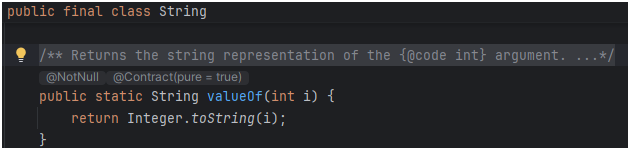 public final class String
/** Returns the string representation of the {@code int} argument. ...*/
@NotNull @Contract(pure = true)
public static String valueOf(int i) {
return Integer.toString(i);
}